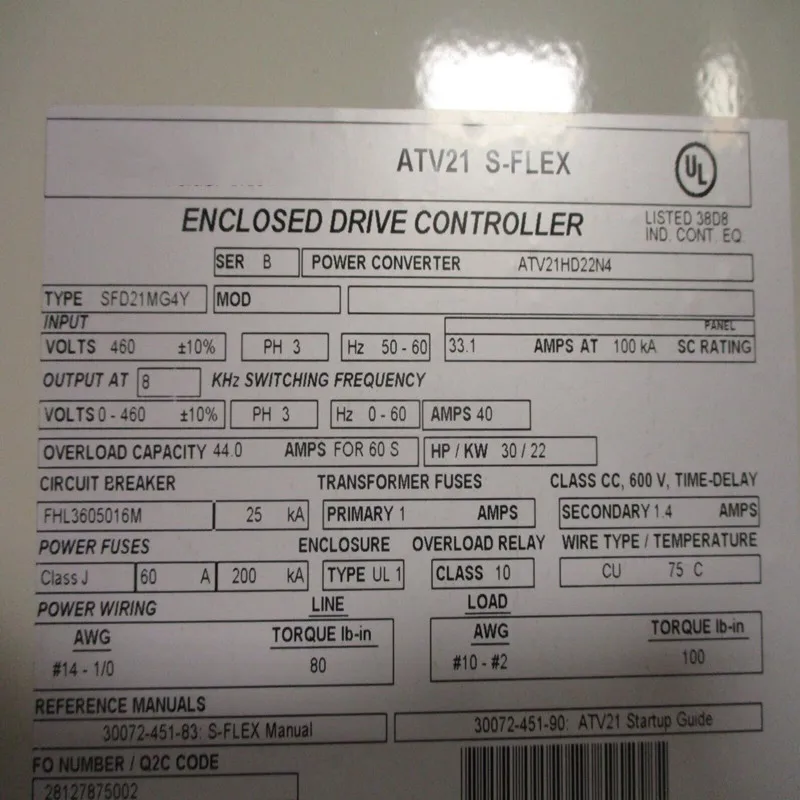 ATV21 S-FLEX
UL
LISTED 38D8
IND. CONT. EQ.
ENCLOSED DRIVE CONTROLLER
SER B POWER CONVERTER ATV21HD22N4
TYPE SFD21MG4Y MOD
INPUT
PANEL
VOLTS 460 ±10% PH 3 Hz 50-60 33.1 AMPS AT 100 kA SC RATING
OUTPUT AT 8 KHz SWITCHING FREQUENCY
VOLTS 0 - 460 ±10% PH 3 Hz 0-60 AMPS 40
OVERLOAD CAPACITY 44.0 AMPS FOR 60 S HP / KW 30 / 22
CIRCUIT BREAKER TRANSFORMER FUSES CLASS CC, 600 V, TIME-DELAY
FHL3605016M 25 kA PRIMARY 1 AMPS SECONDARY 1.4 AMPS
POWER FUSES ENCLOSURE OVERLOAD RELAY WIRE TYPE / TEMPERATURE
Class J 60 A 200 kA TYPE UL 1 CLASS 10 CU 75 C
POWER WIRING LINE LOAD
AWG TORQUE lb-in AWG TORQUE lb-in
#14 - 1/0 80 #10 - #2 100
REFERENCE MANUALS
30072-451-83: S-FLEX Manual 30072-451-90: ATV21 Startup Guide
FO NUMBER / Q2C CODE
28127875002